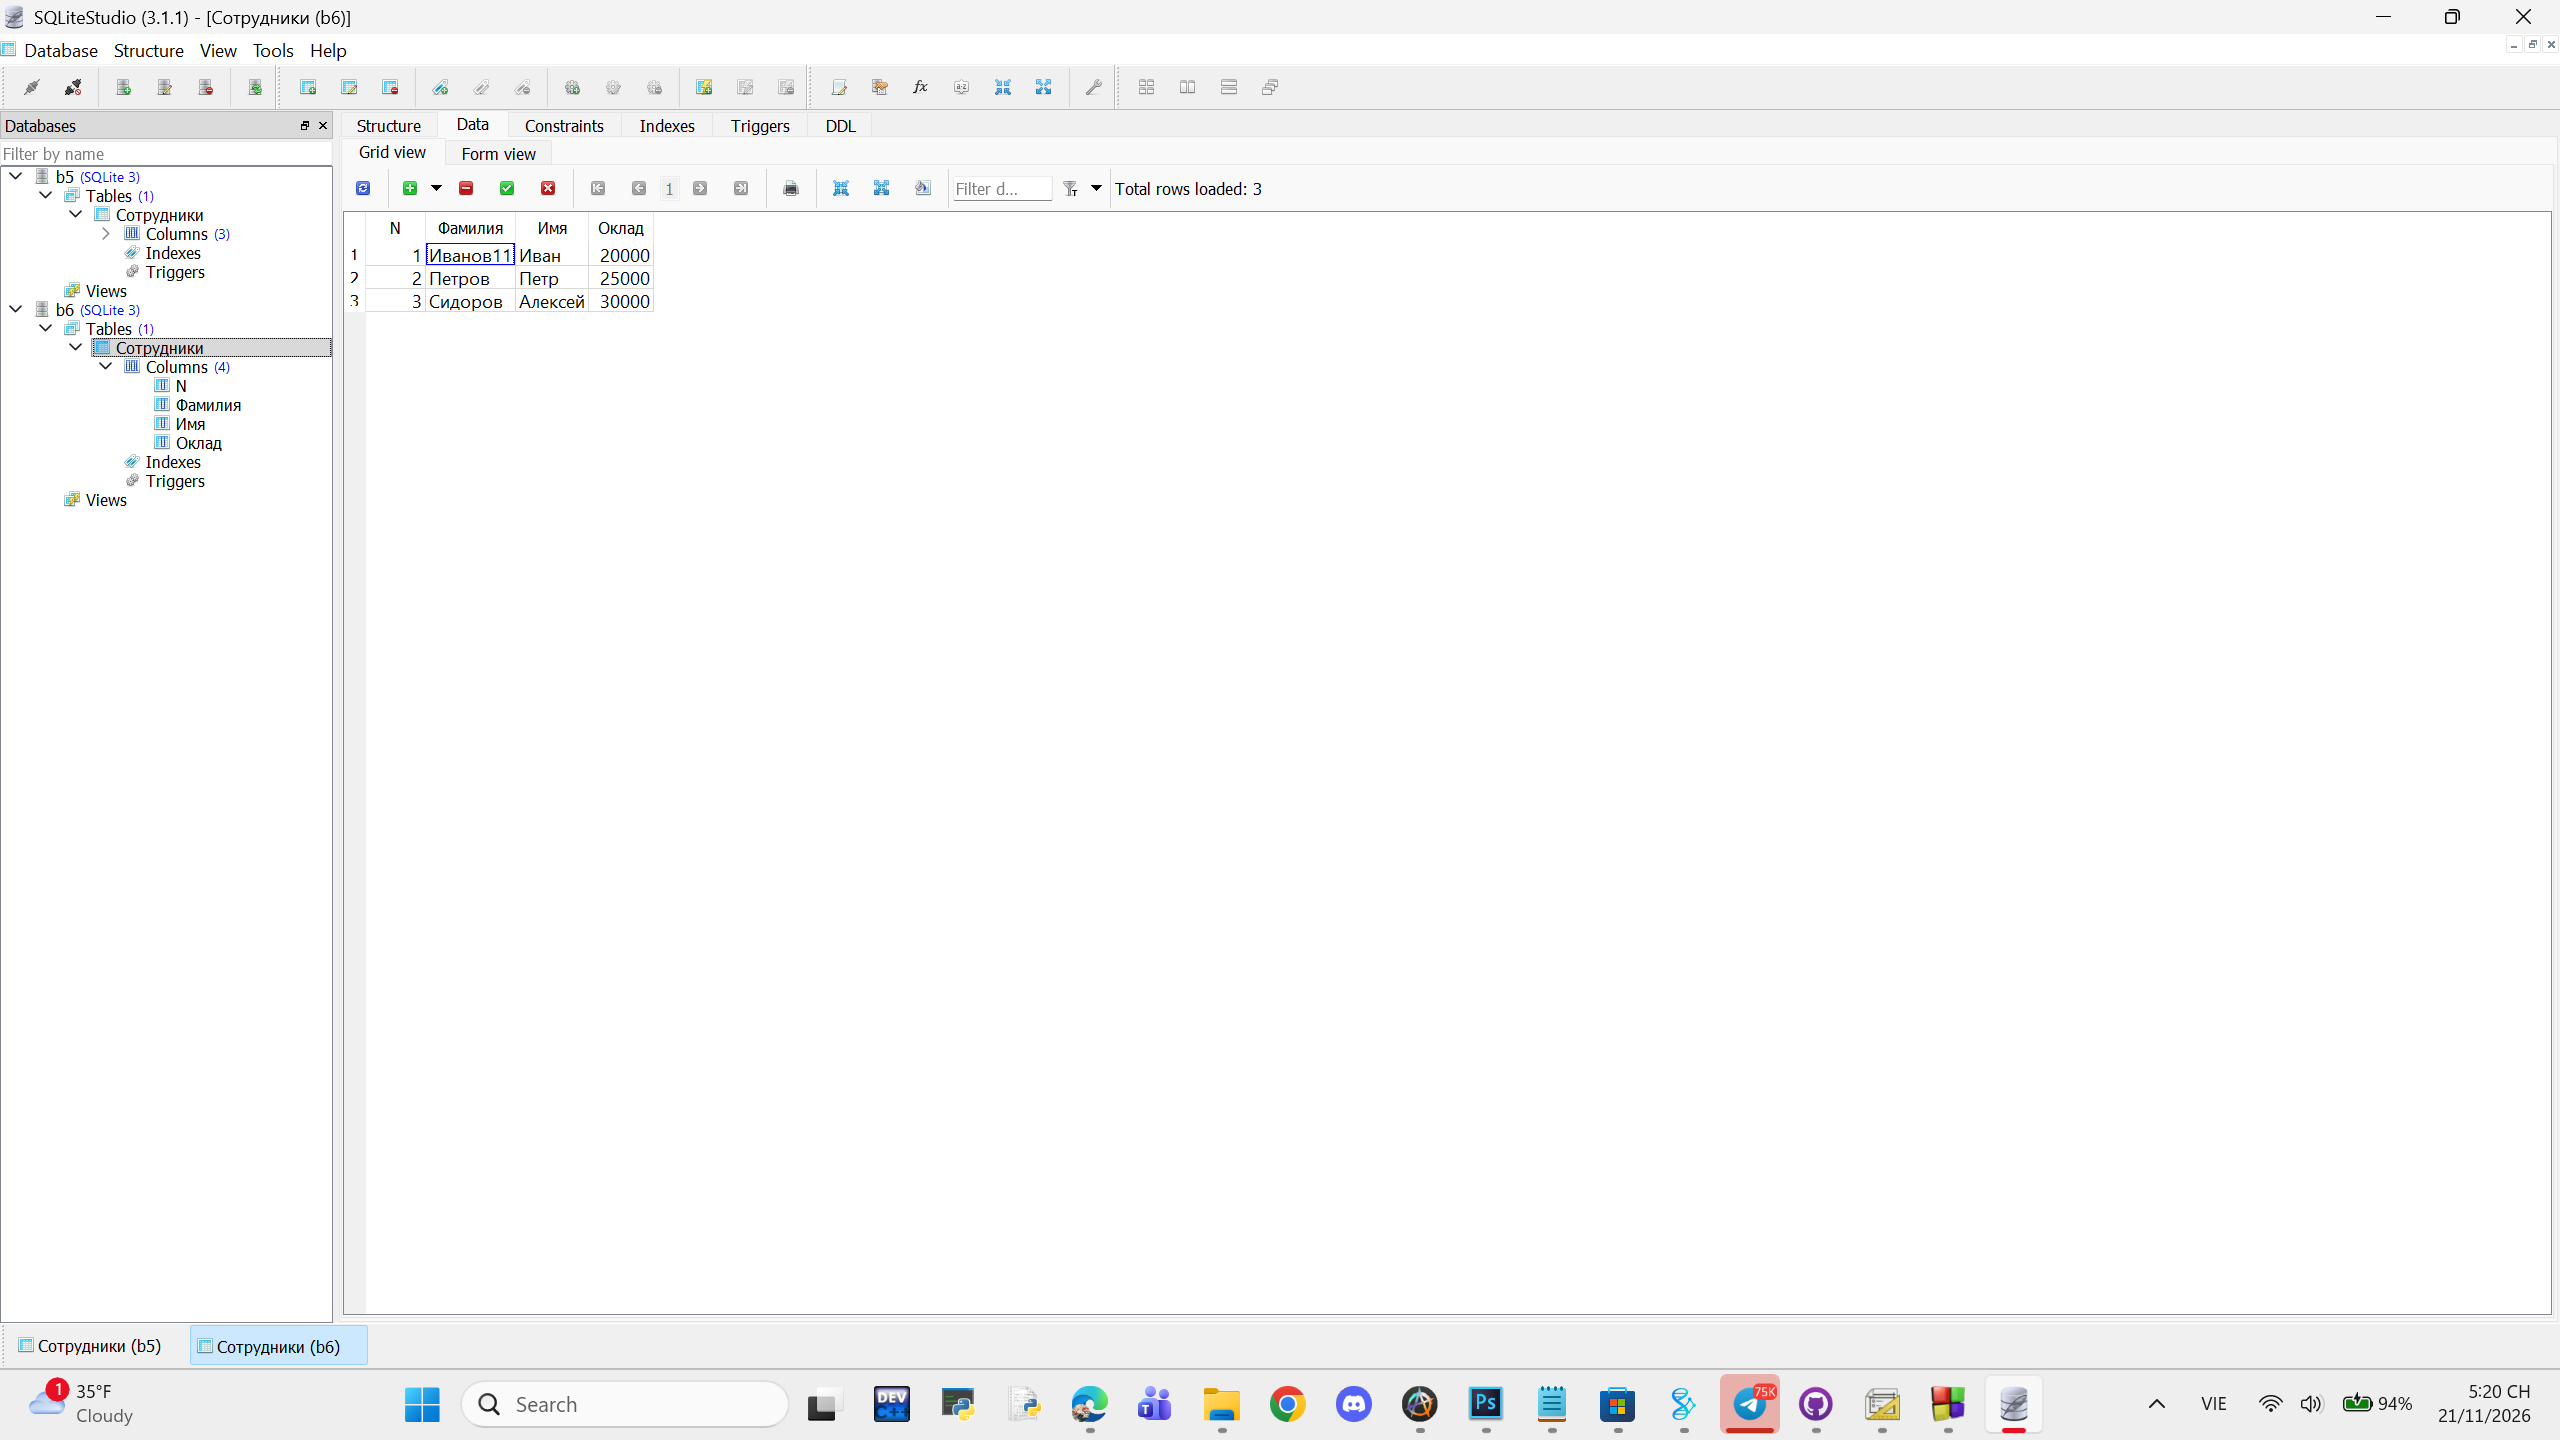 SQLiteStudio (3.1.1) - [Сотрудники (b6)]
Database Structure View Tools Help
Databases
Structure Data Constraints Indexes Triggers DDL
Filter by name
Grid view Form view
1 Filter d... Total rows loaded: 3
b5 (SQLite 3)
Tables (1)
Сотрудники
Columns (3)
Indexes
Triggers
Views
b6 (SQLite 3)
Tables (1)
Сотрудники
Columns (4)
N
Фамилия
Имя
Оклад
Indexes
Triggers
Views
N Фамилия Имя Оклад
1 1 Иванов11 Иван 20000
2 2 Петров Петр 25000
3 3 Сидоров Алексей 30000
Сотрудники (b5) Сотрудники (b6)
1 35°F
Cloudy
Search
DEV C++
Ps
75K
VIE
94%
5:20 CH
21/11/2026